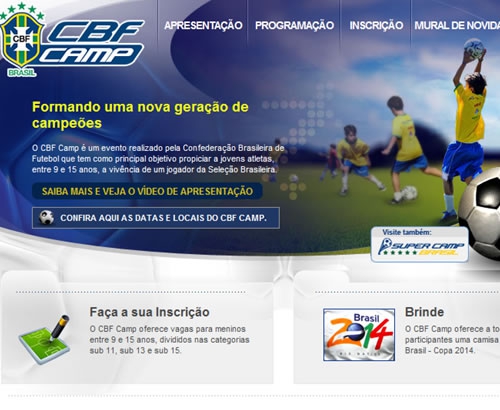 CBF
CAMP
CBF
BRASIL
APRESENTAÇÃO PROGRAMAÇÃO INSCRIÇÃO MURAL DE NOVIDA
Formando uma nova geração de
campeões
O CBF Camp é um evento realizado pela Confederação Brasileira de
Futebol que tem como principal objetivo propiciar a jovens atletas,
entre 9 e 15 anos, a vivência de um jogador da Seleção Brasileira.
SAIBA MAIS E VEJA O VÍDEO DE APRESENTAÇÃO
CONFIRA AQUI AS DATAS E LOCAIS DO CBF CAMP.
Visite também:
SUPER CAMP
BRASIL
Faça a sua Inscrição
O CBF Camp oferece vagas para meninos
entre 9 e 15 anos, divididos nas categorias
sub 11, sub 13 e sub 15.
Brasil
2014
Brinde
O CBF Camp oferece a to
participantes uma camisa
Brasil - Copa 2014.